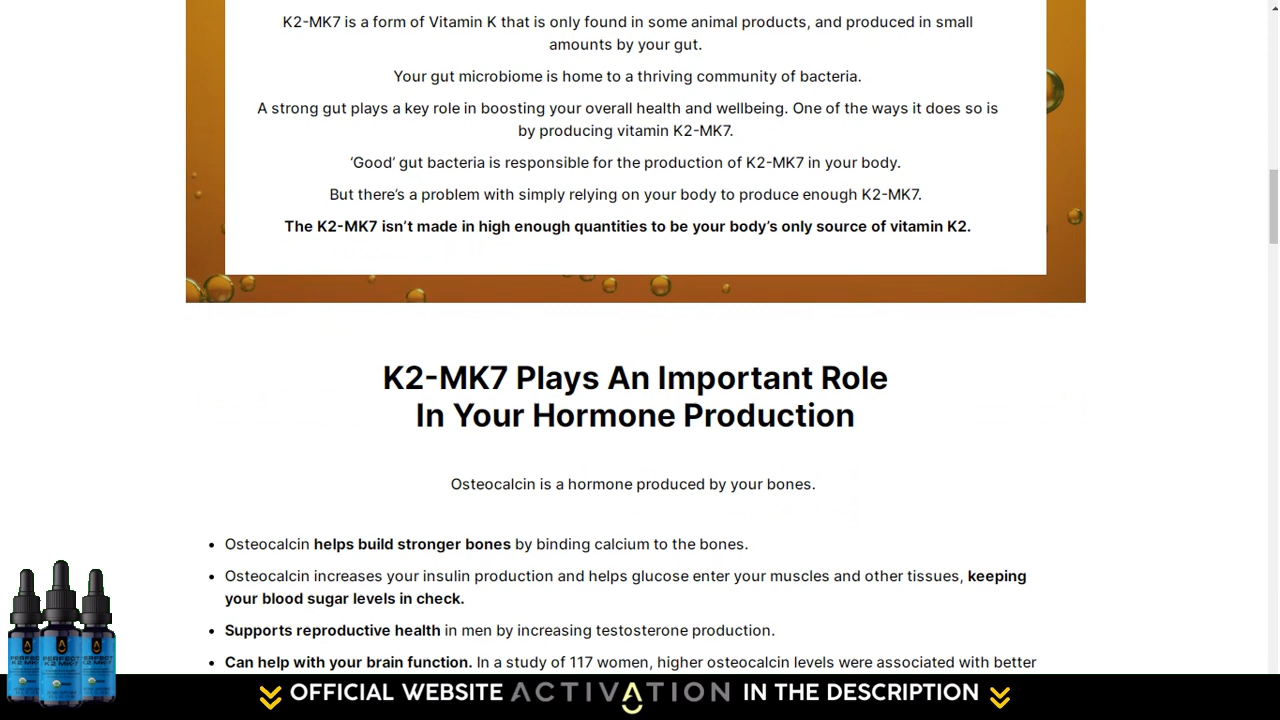 K2-MK7 is a form of Vitamin K that is only found in some animal products, and produced in small
amounts by your gut.
Your gut microbiome is home to a thriving community of bacteria.
A strong gut plays a key role in boosting your overall health and wellbeing. One of the ways it does so is
by producing vitamin K2-MK7.
‘Good’ gut bacteria is responsible for the production of K2-MK7 in your body.
But there’s a problem with simply relying on your body to produce enough K2-MK7.
The K2-MK7 isn’t made in high enough quantities to be your body’s only source of vitamin K2.
K2-MK7 Plays An Important Role
In Your Hormone Production
Osteocalcin is a hormone produced by your bones.
• Osteocalcin helps build stronger bones by binding calcium to the bones.
• Osteocalcin increases your insulin production and helps glucose enter your muscles and other tissues, keeping
your blood sugar levels in check.
• Supports reproductive health in men by increasing testosterone production.
• Can help with your brain function. In a study of 117 women, higher osteocalcin levels were associated with better
PERFECT
K2 MK-7
OFFICIAL WEBSITE ACTIVATION IN THE DESCRIPTION